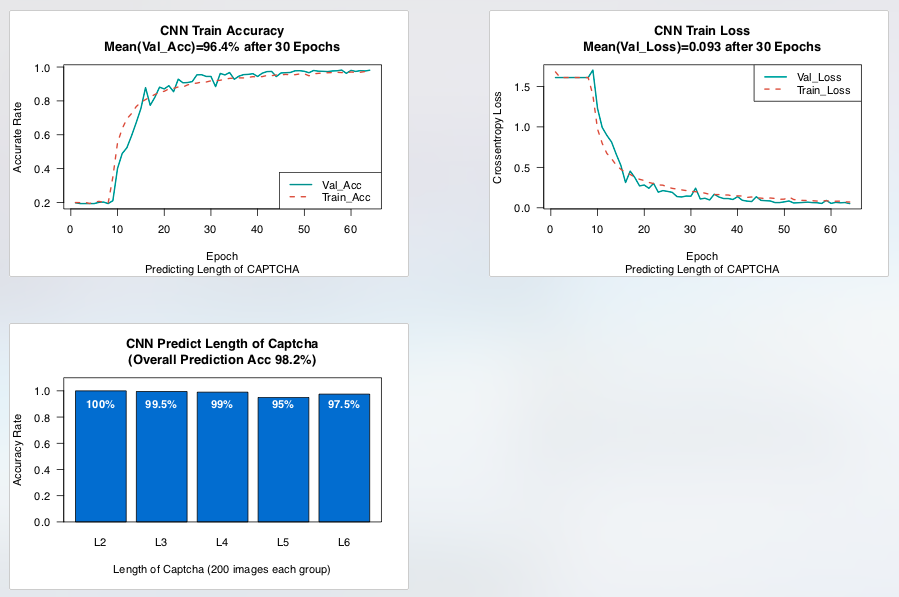 CNN Train Accuracy
Mean(Val_Acc)=96.4% after 30 Epochs
Accurate Rate
1.0
0.8
0.6
0.4
0.2
Val_Acc
Train_Acc
0 10 20 30 40 50 60
Epoch
Predicting Length of CAPTCHA
CNN Train Loss
Mean(Val_Loss)=0.093 after 30 Epochs
Crossentropy Loss
1.5
1.0
0.5
0.0
Val_Loss
Train_Loss
0 10 20 30 40 50 60
Epoch
Predicting Length of CAPTCHA
CNN Predict Length of Captcha
(Overall Prediction Acc 98.2%)
Accuracy Rate
1.0
0.8
0.6
0.4
0.2
0.0
100% 99.5% 99% 95% 97.5%
L2 L3 L4 L5 L6
Length of Captcha (200 images each group)